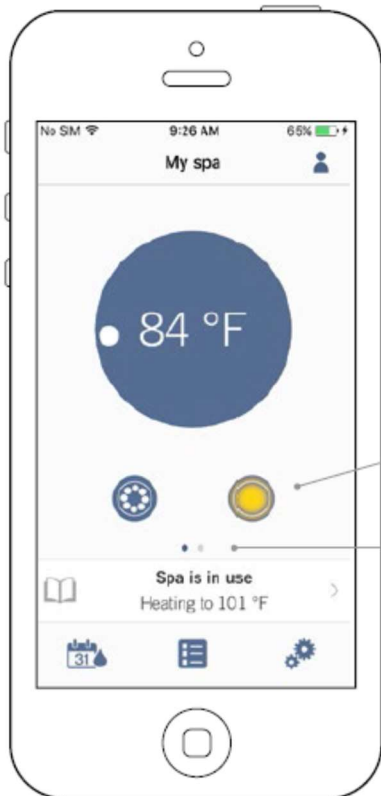 No SIM 9:26 AM 65%
My spa
84 °F
Spa is in use
Heating to 101 °F
31